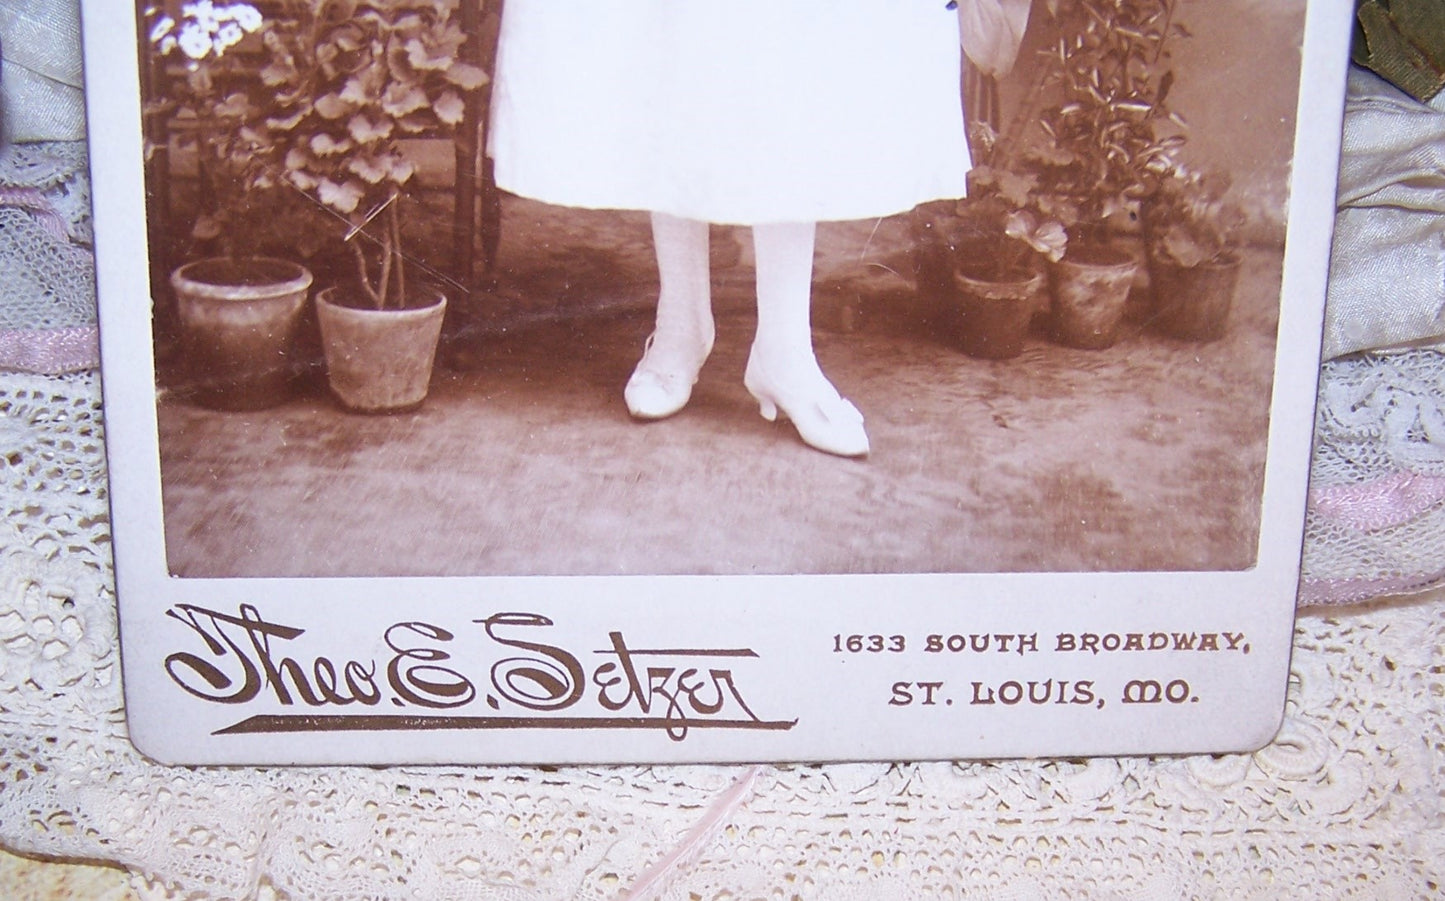 Theo. E. Setzer
1633 SOUTH BROADWAY,
ST. LOUIS, MO.